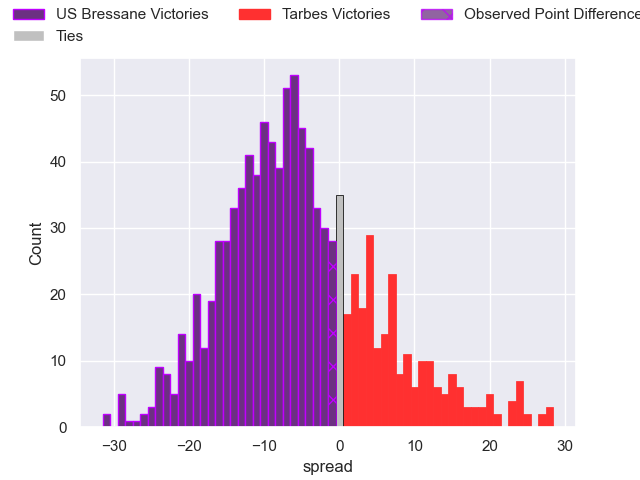 US Bressane Victories Tarbes Victories Observed Point Difference
Ties
50
40
30
20
10
0
Count
−30 −20 −10 0 10 20 30
spread